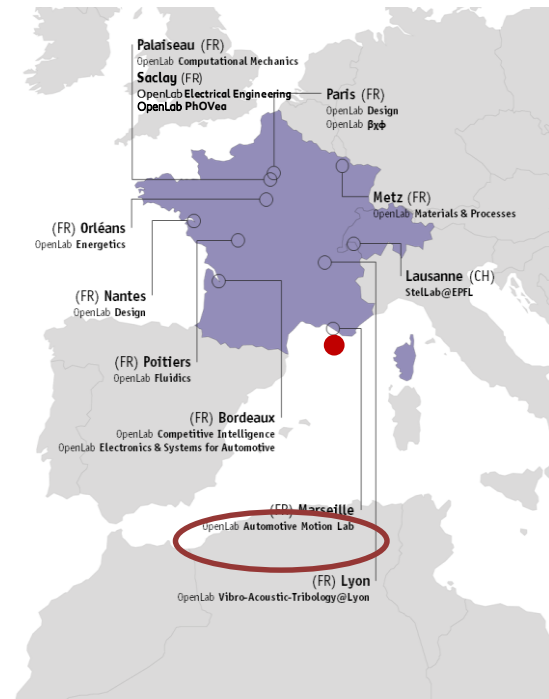 Palaiseau (FR)
OpenLab Computational Mechanics
Saclay (FR)
OpenLab Electrical Engineering
OpenLab PhOVea
Paris (FR)
OpenLab Design
OpenLab βχφ
Metz (FR)
OpenLab Materials & Processes
(FR) Orléans
OpenLab Energetics
Lausanne (CH)
StelLab@EPFL
(FR) Nantes
OpenLab Design
(FR) Poitiers
OpenLab Fluidics
(FR) Bordeaux
OpenLab Competitive Intelligence
OpenLab Electronics & Systems for Automotive
(FR) Marseille
OpenLab Automotive Motion Lab
(FR) Lyon
OpenLab Vibro-Acoustic-Tribology@Lyon